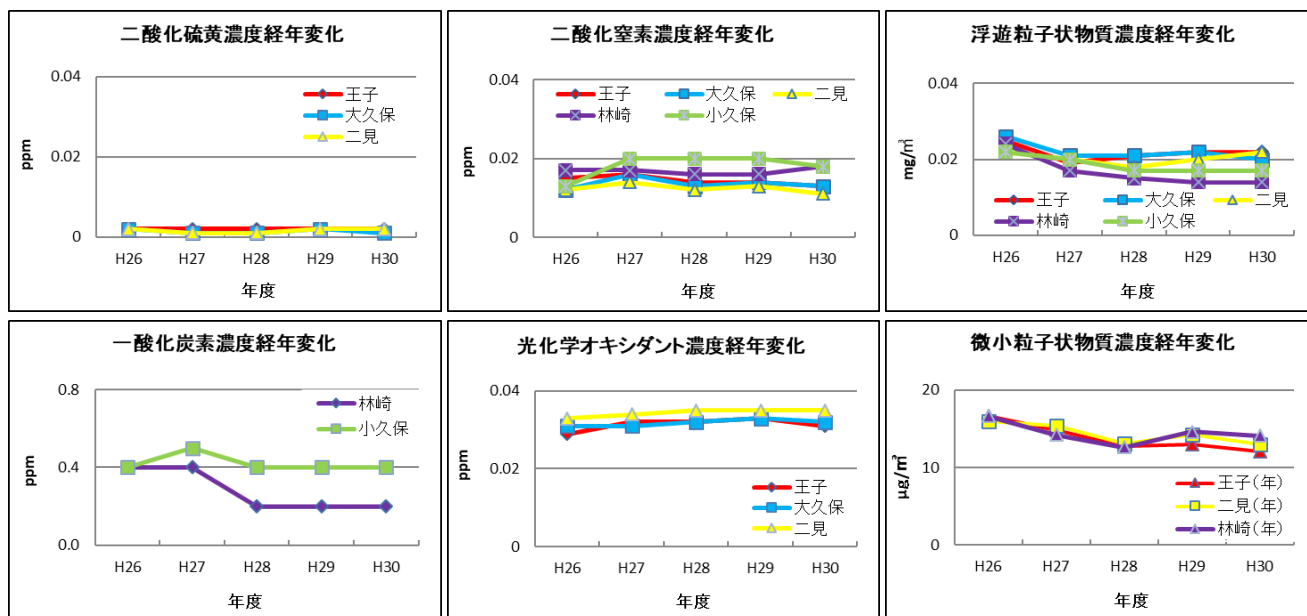 二酸化硫黄濃度経年変化
0.04
0.02
0
ppm
王子
大久保
二見
H26 H27 H28 H29 H30
年度
二酸化窒素濃度経年変化
0.04
0.02
0
ppm
王子 大久保 二見
林崎 小久保
H26 H27 H28 H29 H30
年度
浮遊粒子状物質濃度経年変化
0.04
0.02
0
mg/㎥
王子 大久保 二見
林崎 小久保
H26 H27 H28 H29 H30
年度
一酸化炭素濃度経年変化
0.8
0.4
0.0
ppm
林崎
小久保
H26 H27 H28 H29 H30
年度
光化学オキシダント濃度経年変化
0.04
0.02
0
ppm
王子
大久保
二見
H26 H27 H28 H29 H30
年度
微小粒子状物質濃度経年変化
20
10
0
μg/㎥
王子(年)
二見(年)
林崎(年)
H26 H27 H28 H29 H30
年度